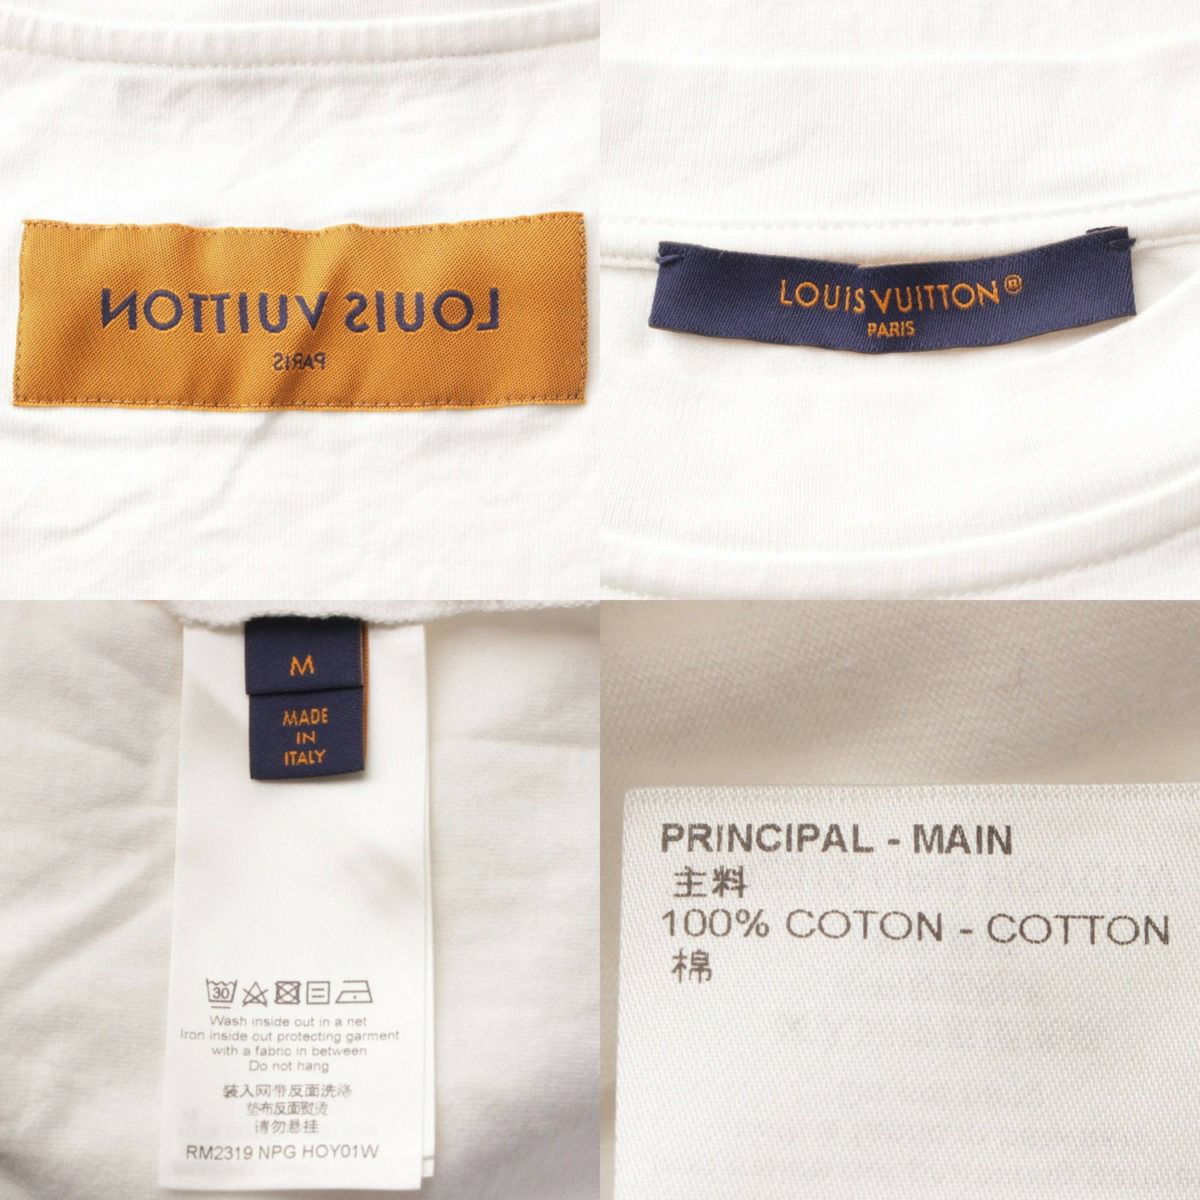 LOUIS VUITTON
PARIS
LOUIS VUITTON®
PARIS
M
MADE
IN
ITALY
30
Wash inside out in a net
Iron inside out protecting garment
with a fabric in between
Do not hang
装入网带反面洗涤
垫布反面熨烫
请勿悬挂
RM2319 NPG HOY01W
PRINCIPAL - MAIN
主料
100% COTON - COTTON
棉